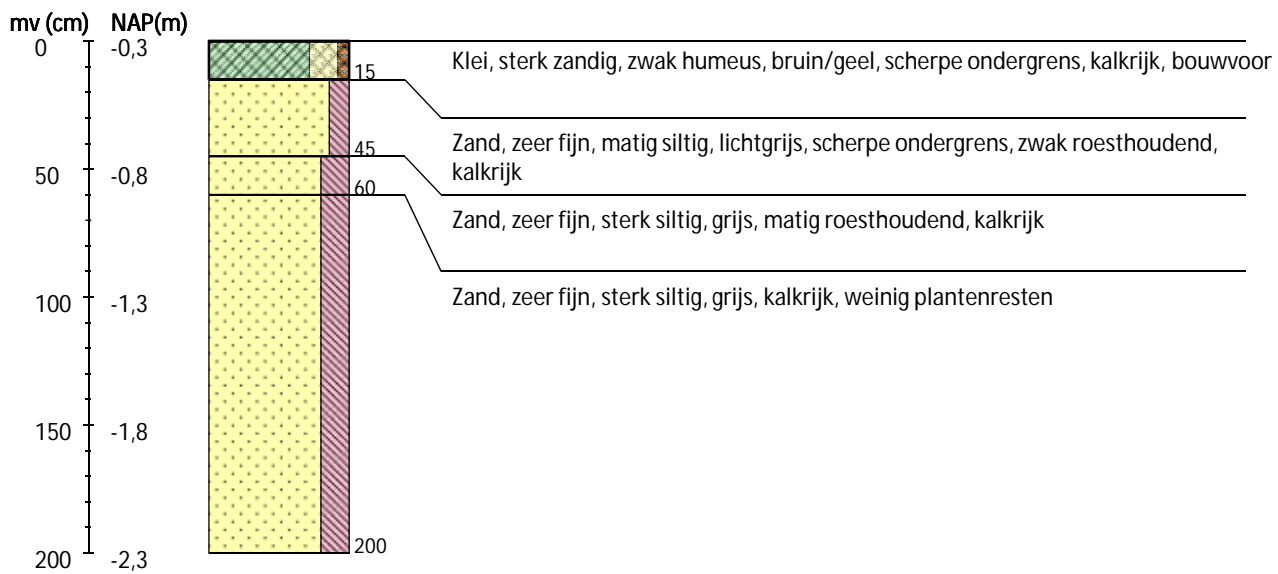 mv (cm) NAP(m)
0 -0,3
Klei, sterk zandig, zwak humeus, bruin/geel, scherpe ondergrens, kalkrijk, bouwvoor
15
Zand, zeer fijn, matig siltig, lichtgrijs, scherpe ondergrens, zwak roesthoudend,
kalkrijk
45
50 -0,8
60
Zand, zeer fijn, sterk siltig, grijs, matig roesthoudend, kalkrijk
100 -1,3
Zand, zeer fijn, sterk siltig, grijs, kalkrijk, weinig plantenresten
150 -1,8
200
200 -2,3